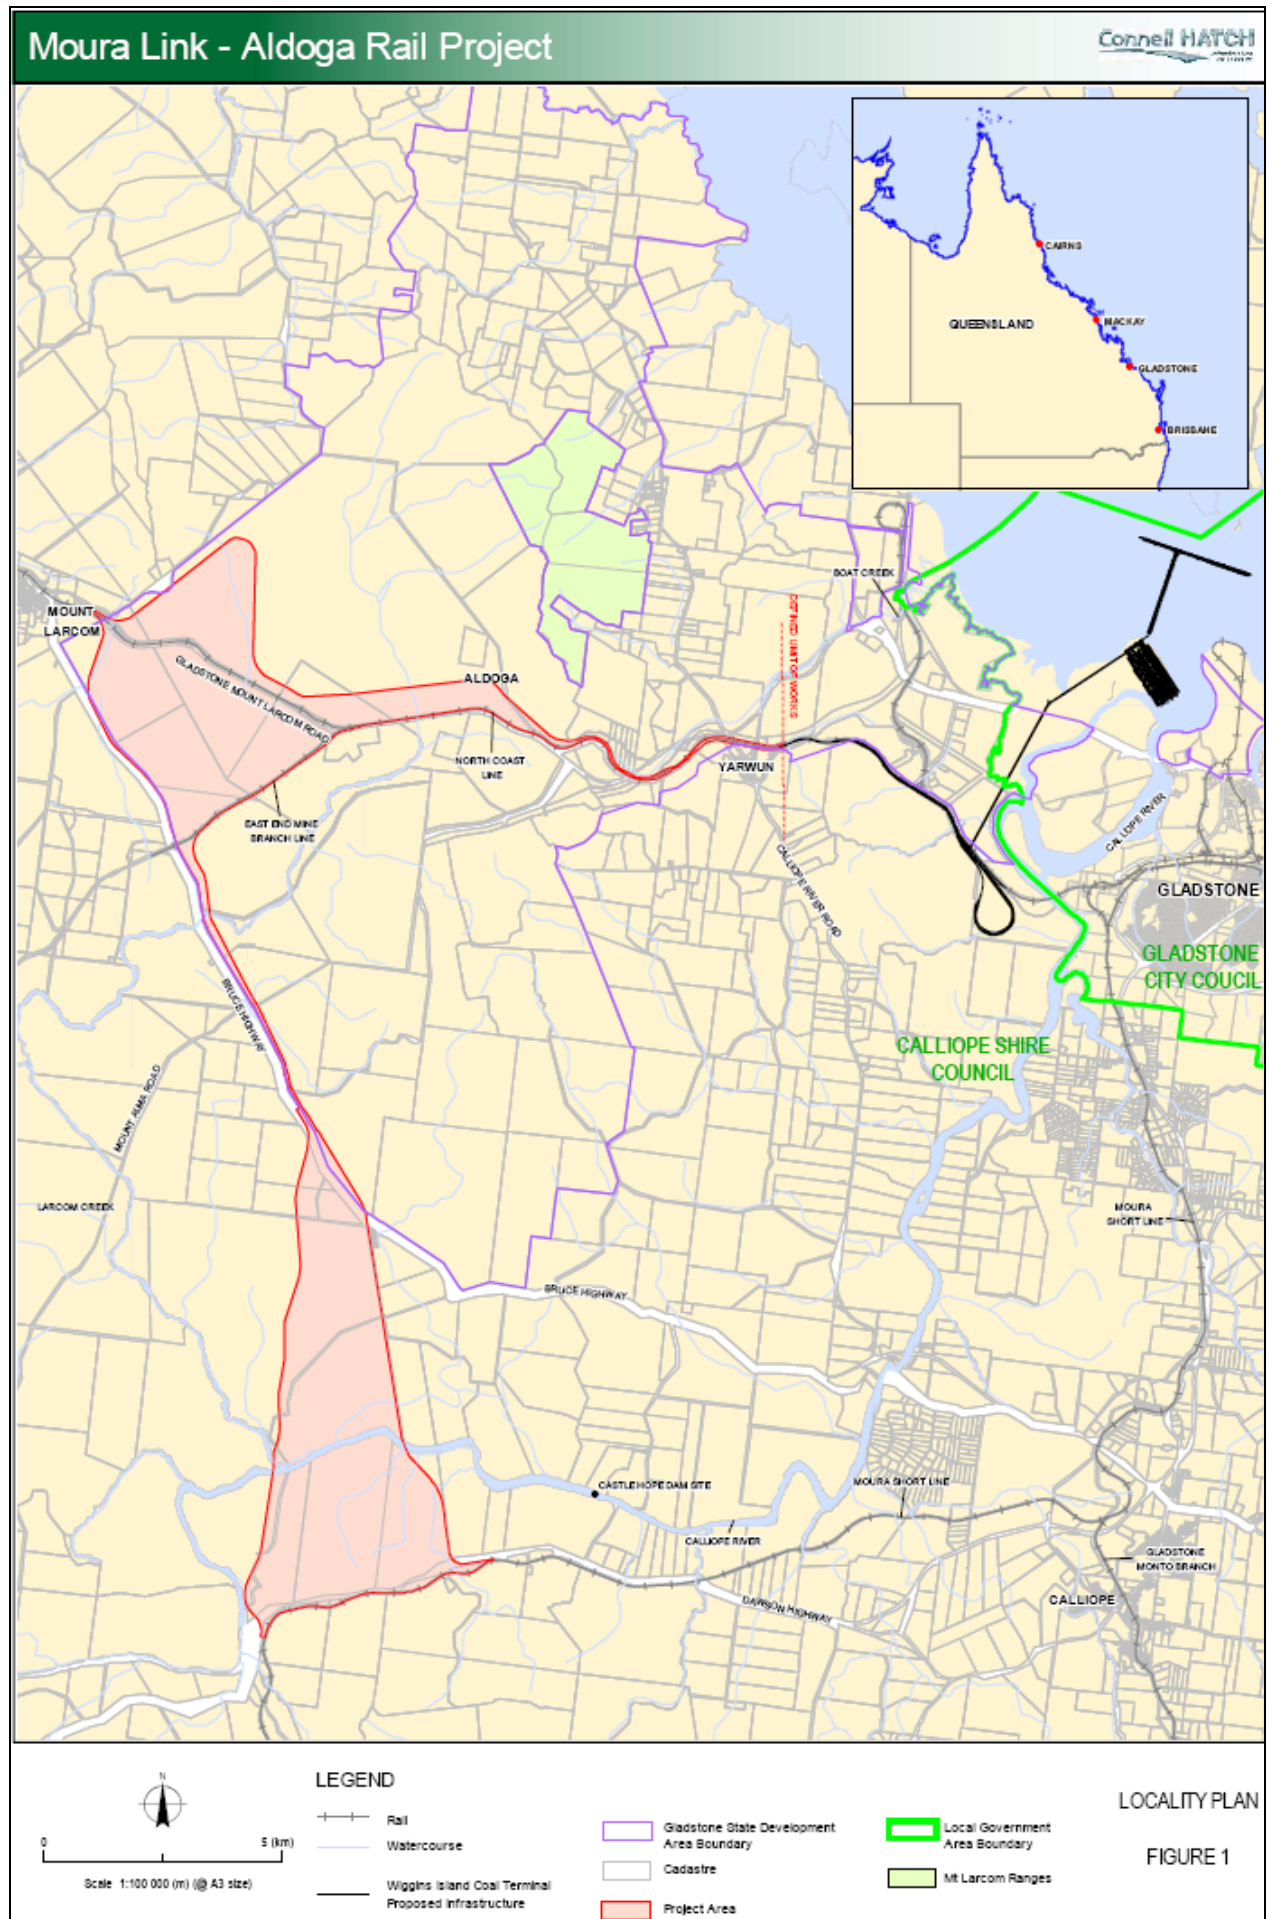 Moura Link - Aldoga Rail Project
Connell HATCH
CAIRNS
QUEENSLAND
MACKAY
GLADSTONE
BRISBANE
BOAT CREEK
DEFINED LIMIT OF WORKS
MOUNT
LARCOM
GLADSTONE MOUNT LARCOM ROAD
ALDOGA
NORTH COAST
LINE
YARWUN
EAST END MINE
BRANCH LINE
CALLIOPE RIVER
CALLIOPE RIVER ROAD
GLADSTONE
GLADSTONE
CITY COUCIL
BRUCE HIGHWAY
CALLIOPE SHIRE
COUNCIL
MOUNT ALMA ROAD
LARCOM CREEK
MOURA
SHORT LINE
BRUCE HIGHWAY
CASTLE HOPE DAM SITE
MOURA SHORT LINE
CALLIOPE RIVER
GLADSTONE
MONTO BRANCH
DAWSON HIGHWAY
CALLIOPE
N
0 5 (km)
Scale 1:100 000 (m) (@ A3 size)
LEGEND
Rail
Watercourse
Wiggins Island Coal Terminal
Proposed Infrastructure
Gladstone State Development
Area Boundary
Cadastre
Project Area
Local Government
Area Boundary
Mt Larcom Ranges
LOCALITY PLAN
FIGURE 1